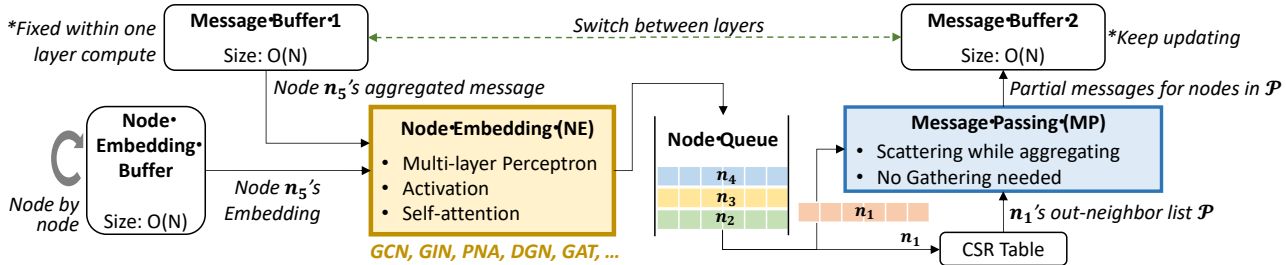 Message·Buffer·1
Size: O(N)
*Fixed within one
layer compute
Switch between layers
Message·Buffer·2
Size: O(N)
*Keep updating
Node n₅'s aggregated message
Partial messages for nodes in 𝒫
Node·
Embedding·
Buffer
Size: O(N)
Node by
node
Node n₅'s
Embedding
Node·Embedding·(NE)
• Multi-layer Perceptron
• Activation
• Self-attention
GCN, GIN, PNA, DGN, GAT, ...
Node·Queue
n₄
n₃
n₂
n₁
Message·Passing·(MP)
• Scattering while aggregating
• No Gathering needed
n₁'s out-neighbor list 𝒫
n₁
CSR Table